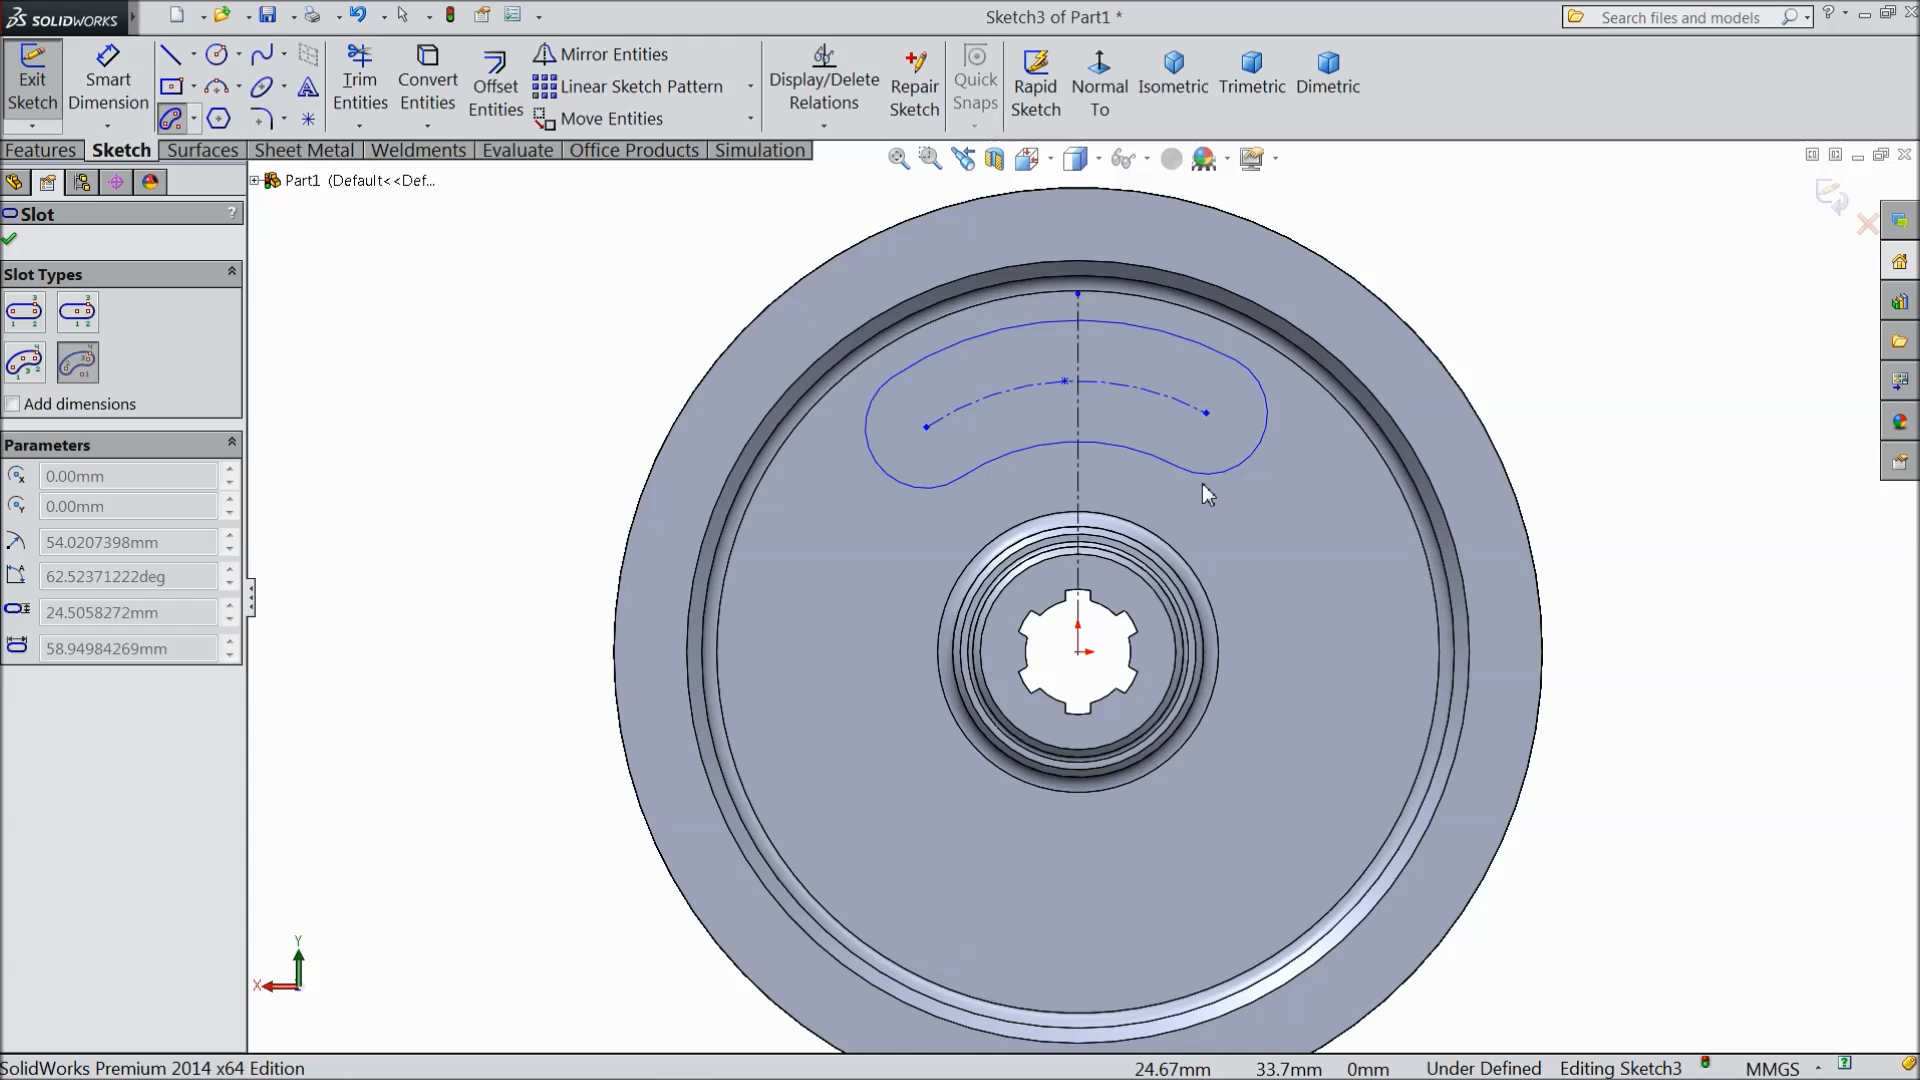 SOLIDWORKS
Sketch3 of Part1 *
Search files and models
?
Exit Sketch
Smart Dimension
Trim Entities
Convert Entities
Offset Entities
Mirror Entities
Linear Sketch Pattern
Move Entities
Display/Delete Relations
Repair Sketch
Quick Snaps
Rapid Sketch
Normal To
Isometric
Trimetric
Dimetric
Features
Sketch
Surfaces
Sheet Metal
Weldments
Evaluate
Office Products
Simulation
Part1 (Default<<Def...
Slot
?
Slot Types
Add dimensions
Parameters
0.00mm
0.00mm
54.0207398mm
62.52371222deg
24.5058272mm
58.94984269mm
Y
X
SolidWorks Premium 2014 x64 Edition
24.67mm
33.7mm
0mm
Under Defined
Editing Sketch3
MMGS